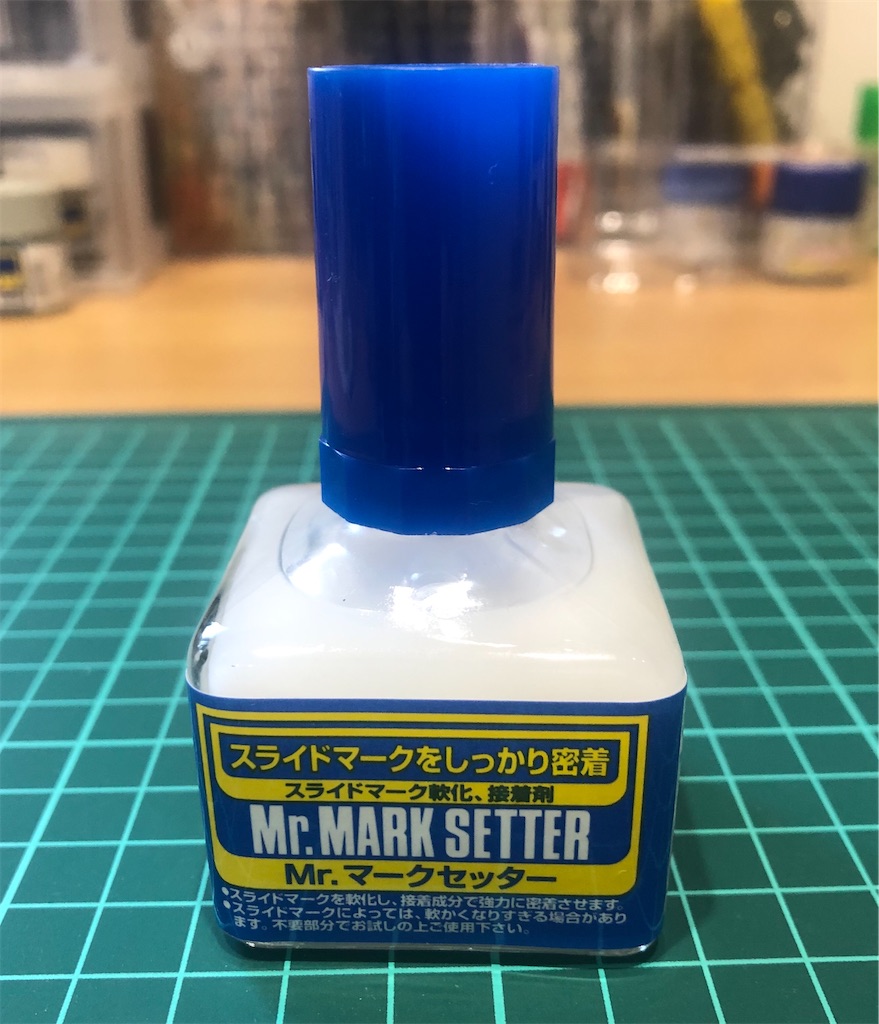 スライドマークをしっかり密着
スライドマーク軟化、接着剤
Mr.MARK SETTER
Mr.マークセッター
●スライドマークを軟化し、接着成分で強力に密着させます。
●スライドマークによっては、軟かくなりすぎる場合があり
ます。不要部分でお試しの上ご使用下さい。